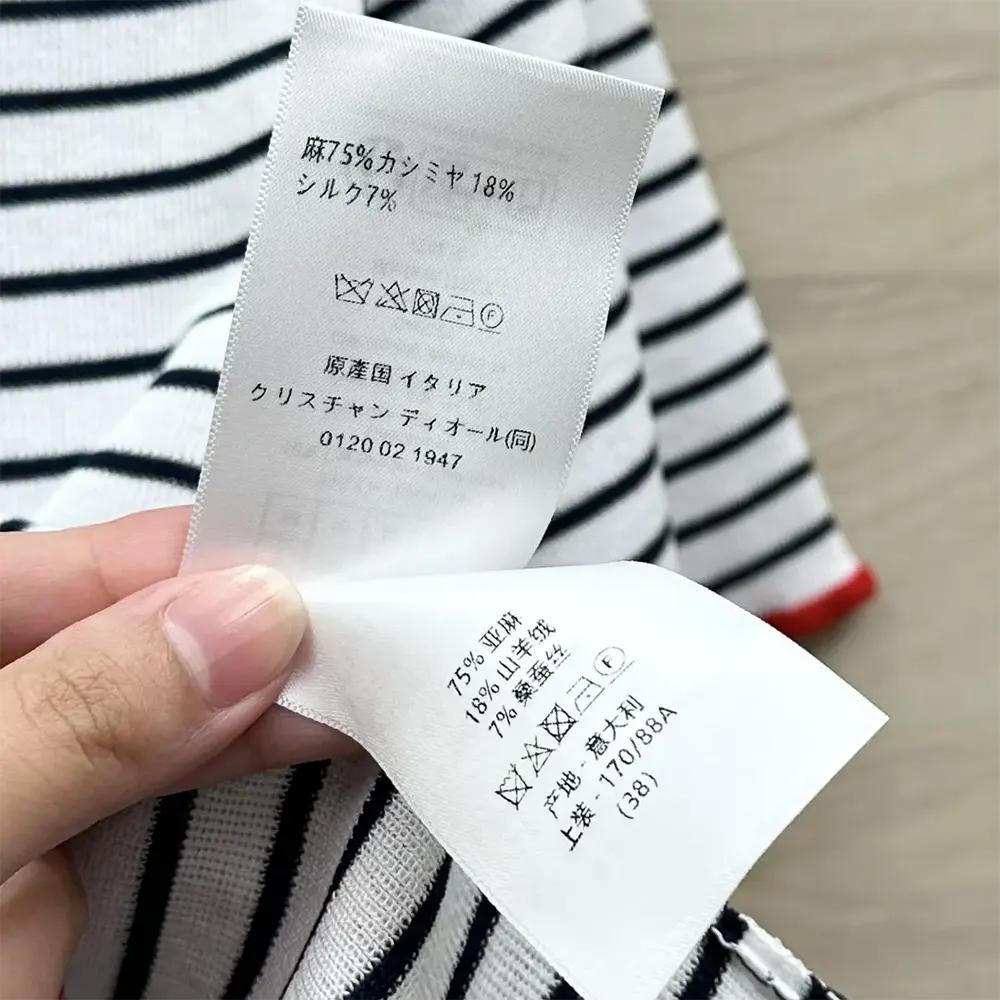 麻75%カシミヤ18%
シルク7%
F
原産国イタリア
クリスチャン ディオール(同)
0120 02 1947
75% 亚麻
18% 山羊绒
7% 桑蚕丝
F
产地 - 意大利
上装 - 170/88A
(38)